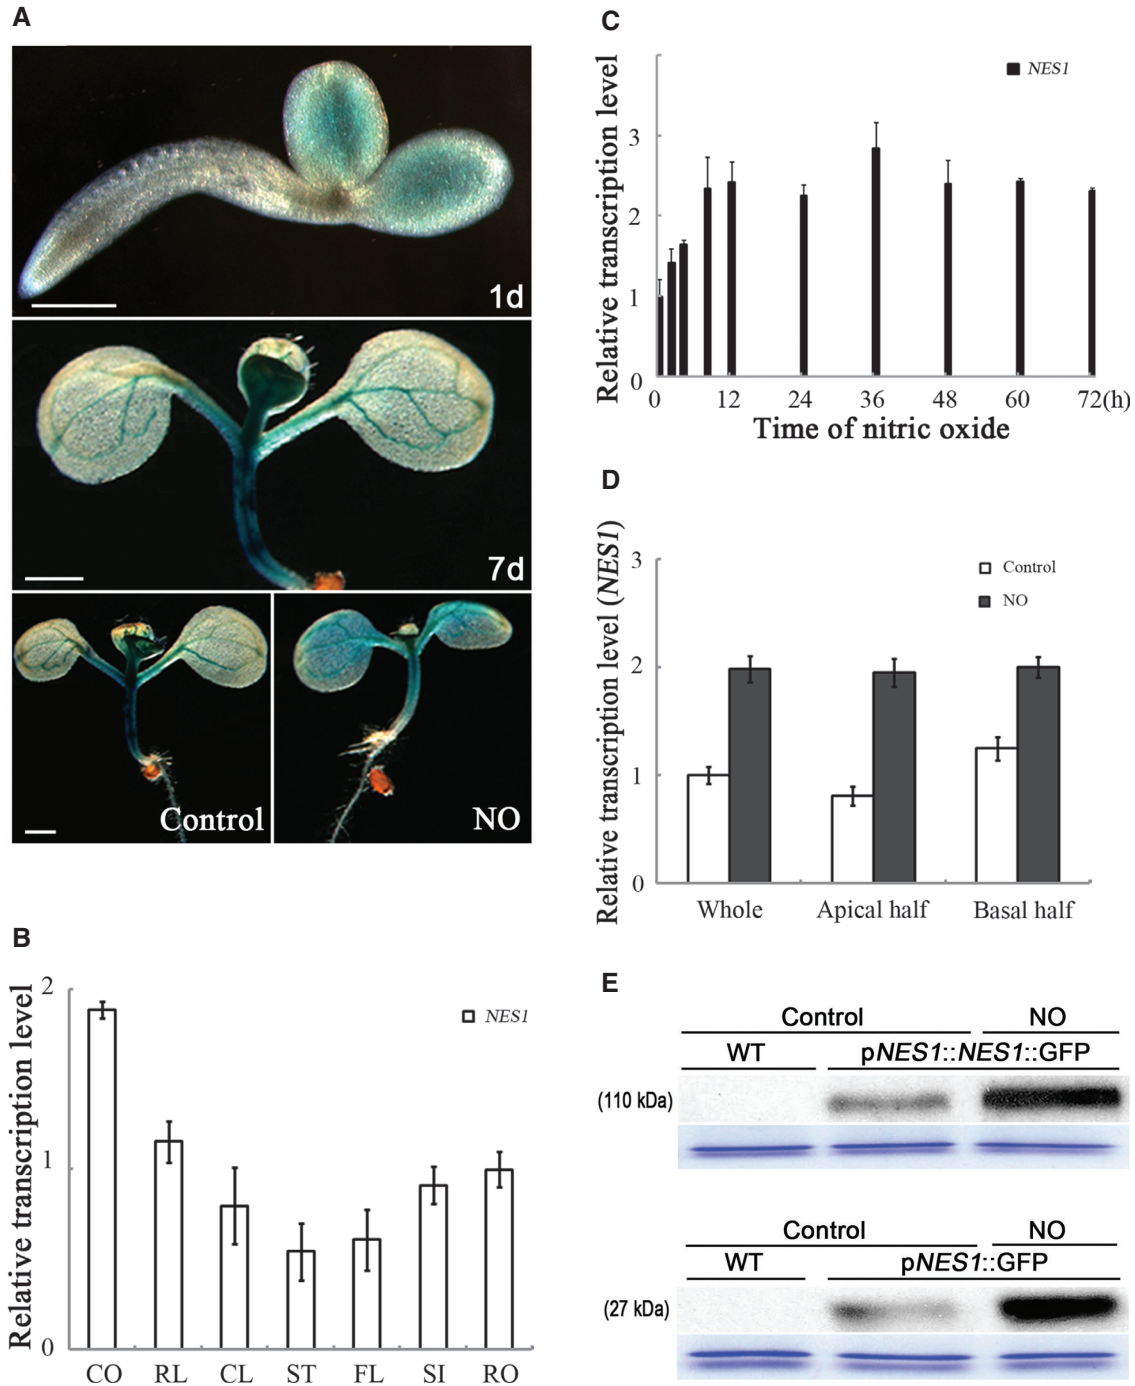 A
1d
7d
Control
NO
B
Relative transcription level
2
1
0
NES1
CO RL CL ST FL SI RO
C
Relative transcription level
3
2
1
0
NES1
0 12 24 36 48 60 72(h)
Time of nitric oxide
D
Relative transcription level (NES1)
3
2
1
0
Control
NO
Whole Apical half Basal half
E
Control NO
WT pNES1::NES1::GFP
(110 kDa)
Control NO
WT pNES1::GFP
(27 kDa)